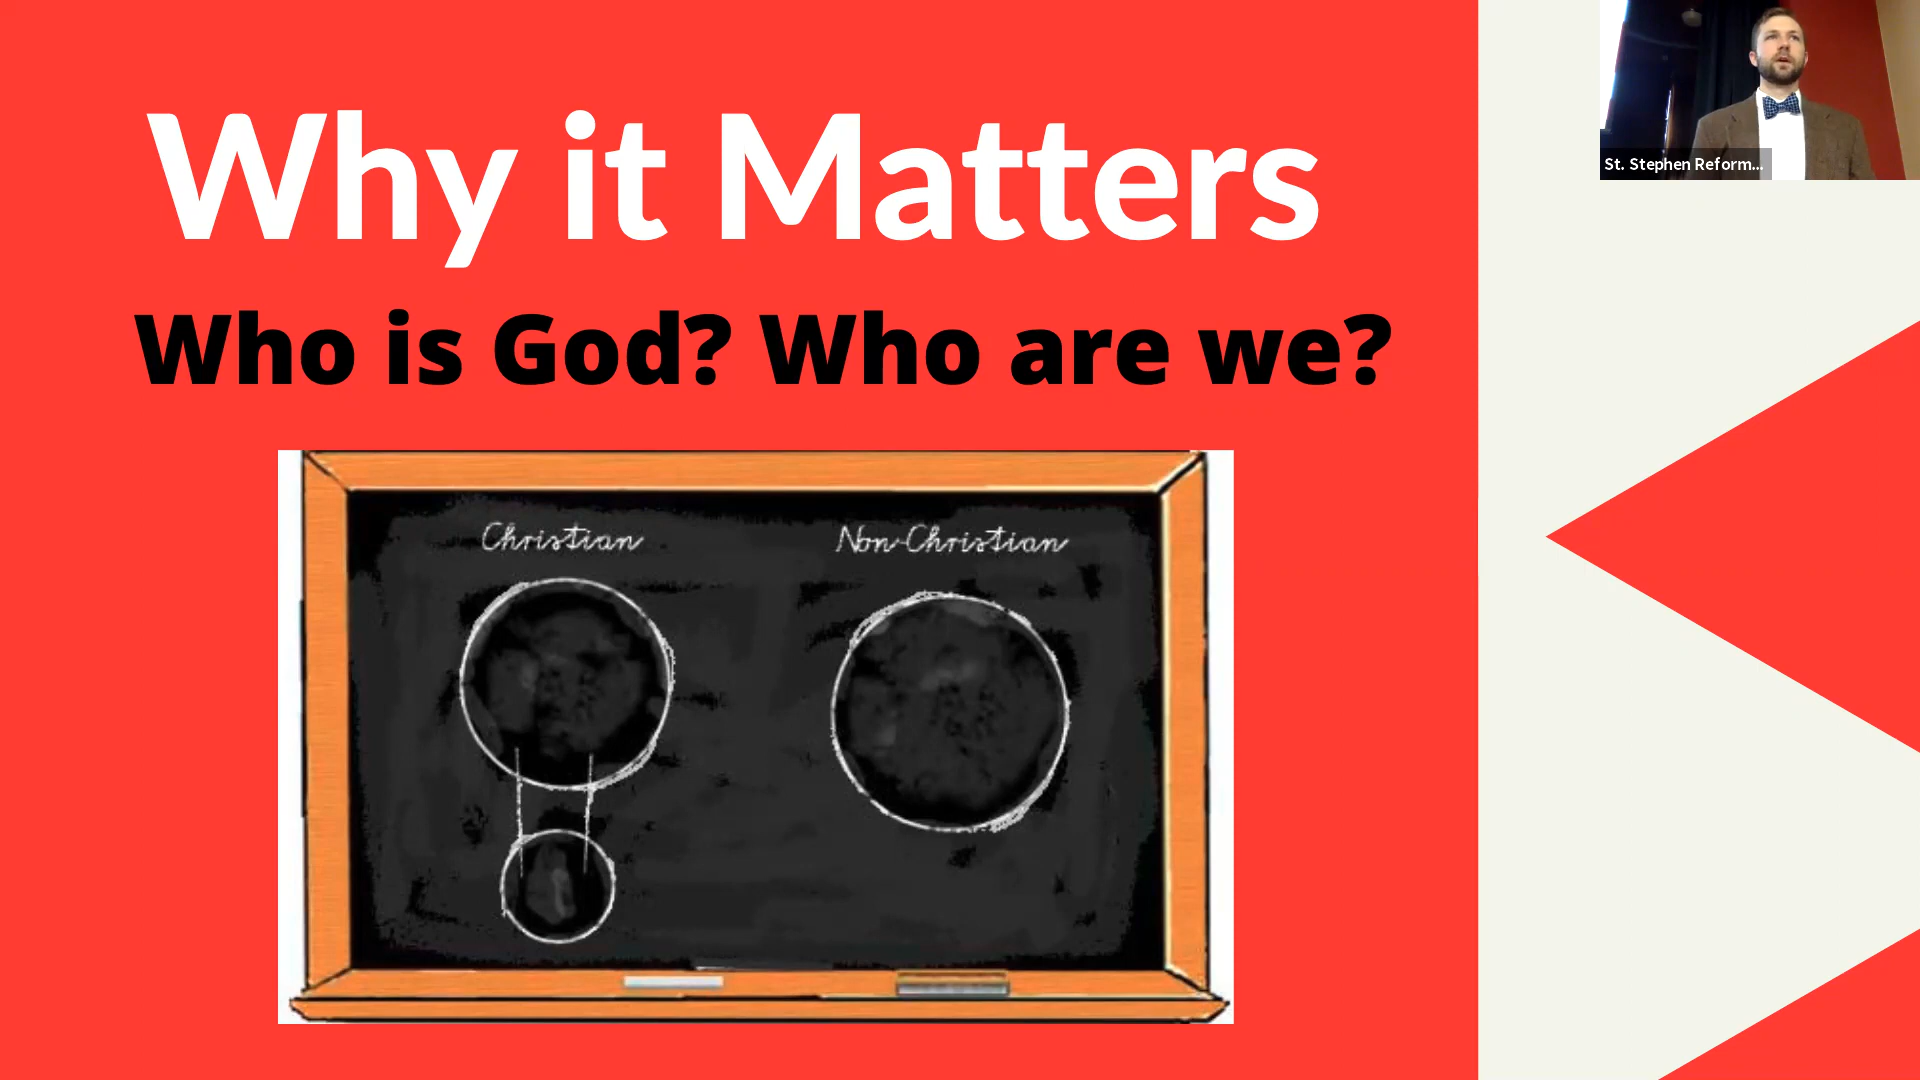 Why it Matters
Who is God? Who are we?
Christian
Non-Christian
St. Stephen Reform...